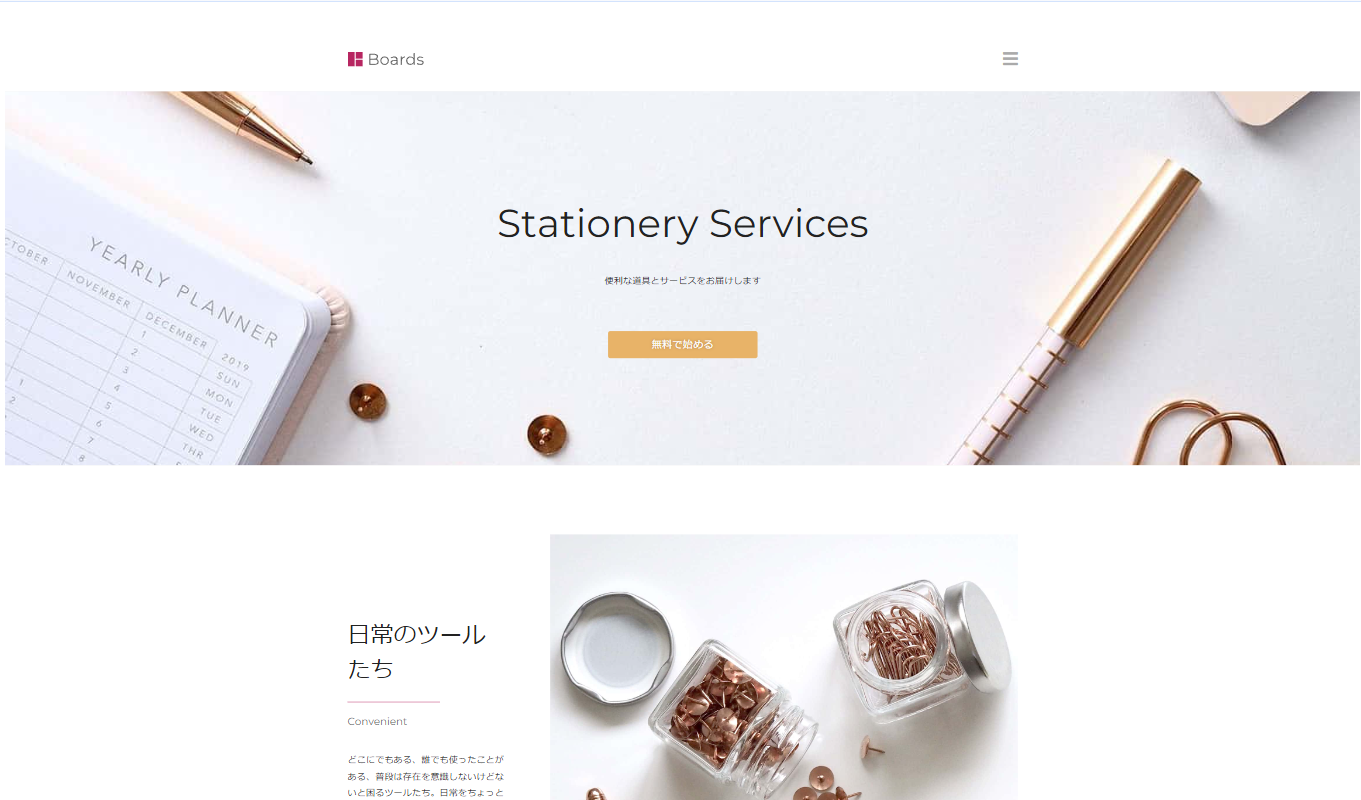 Boards
YEARLY PLANNER
OCTOBER
NOVEMBER
DECEMBER
2019
1
2
3
4
5
6
7
8
1
2
SUN
MON
TUE
WED
THR
Stationery Services
便利な道具とサービスをお届けします
無料で始める
日常のツール
たち
Convenient
どこにでもある、誰でも使ったことが
ある、普段は存在を意識しないけどな
いと困るツールたち。日常をちょっと